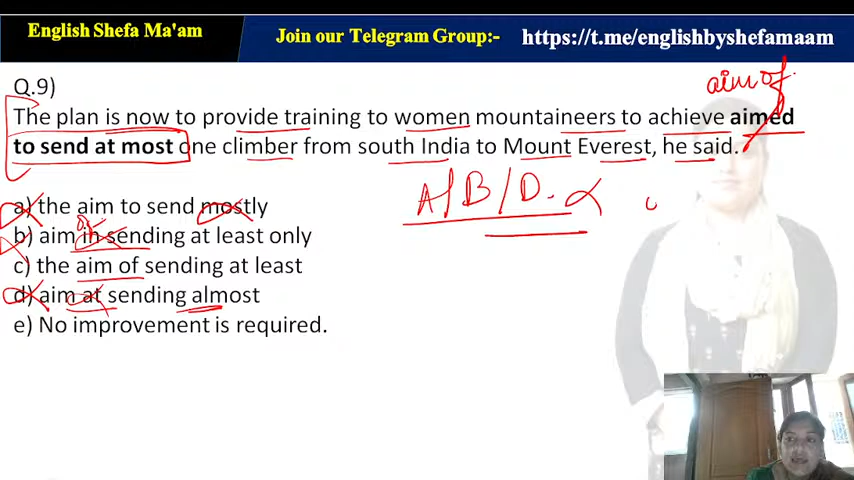 English Shefa Ma'am
Join our Telegram Group:- https://t.me/englishbyshefamaam
Q.9)
aim of.
The plan is now to provide training to women mountaineers to achieve aimed
to send at most one climber from south India to Mount Everest, he said.
A/B/D.
a) the aim to send mostly
of
b) aim in sending at least only
c) the aim of sending at least
d) aim at sending almost
e) No improvement is required.